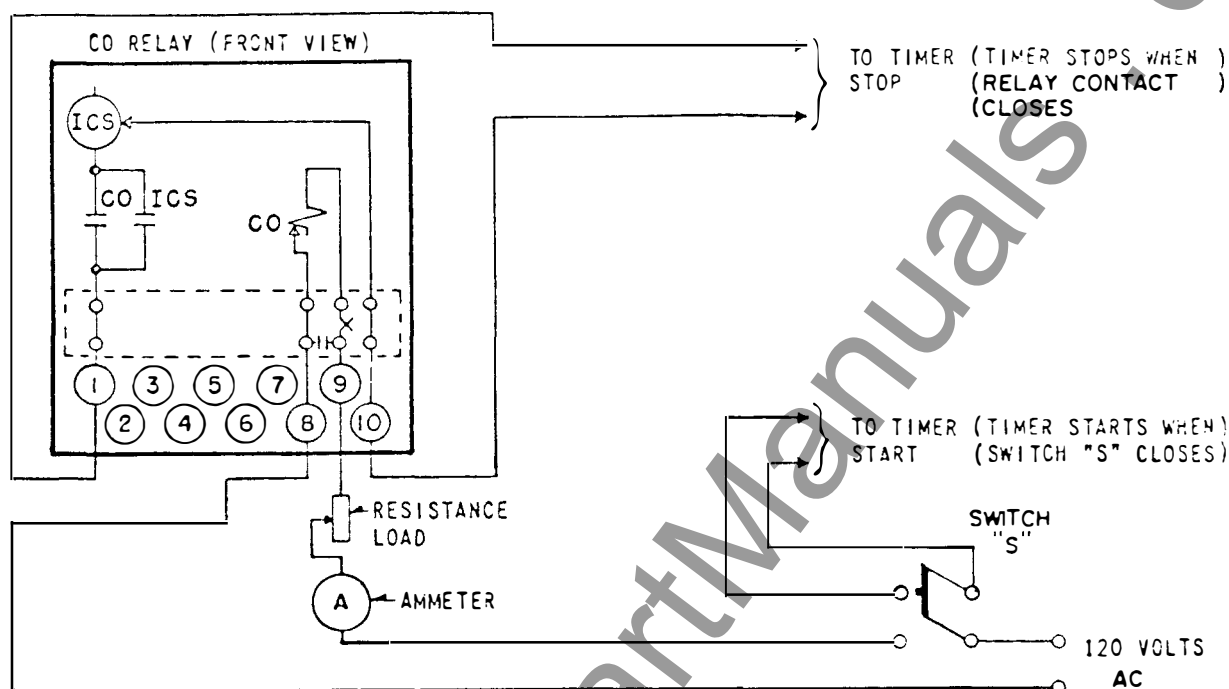 CO RELAY (FRONT VIEW)
TO TIMER (TIMER STOPS WHEN )
STOP (RELAY CONTACT )
(CLOSES
ICS
CO ICS
CO
1 3 5 7 9
2 4 6 8 10
TO TIMER (TIMER STARTS WHEN)
START (SWITCH "S" CLOSES)
RESISTANCE
LOAD
SWITCH
"S"
A AMMETER
120 VOLTS
AC
artManuals.